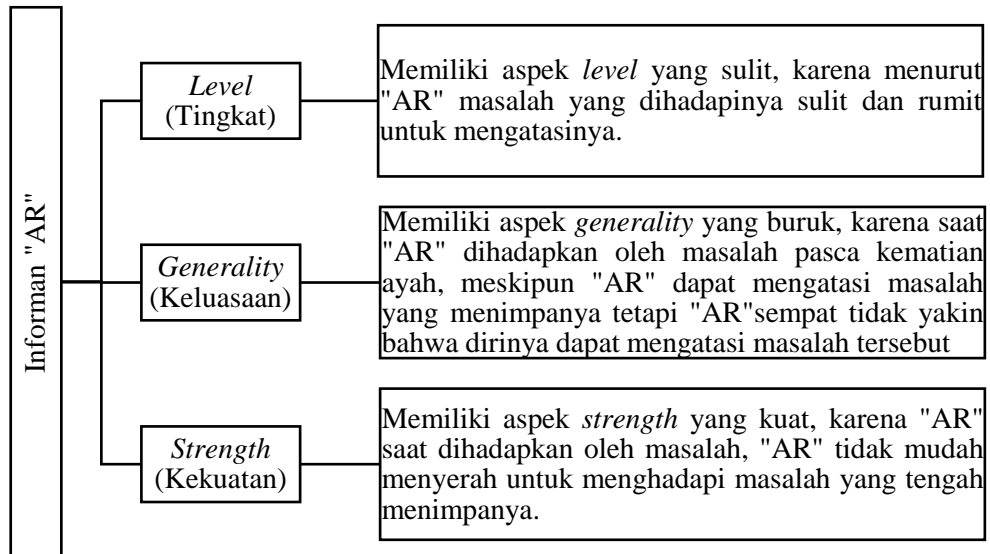 Informan "AR"
Level
(Tingkat)
Memiliki aspek level yang sulit, karena menurut
"AR" masalah yang dihadapinya sulit dan rumit
untuk mengatasinya.
Generality
(Keluasaan)
Memiliki aspek generality yang buruk, karena saat
"AR" dihadapkan oleh masalah pasca kematian
ayah, meskipun "AR" dapat mengatasi masalah
yang menimpanya tetapi "AR"sempat tidak yakin
bahwa dirinya dapat mengatasi masalah tersebut
Strength
(Kekuatan)
Memiliki aspek strength yang kuat, karena "AR"
saat dihadapkan oleh masalah, "AR" tidak mudah
menyerah untuk menghadapi masalah yang tengah
menimpanya.